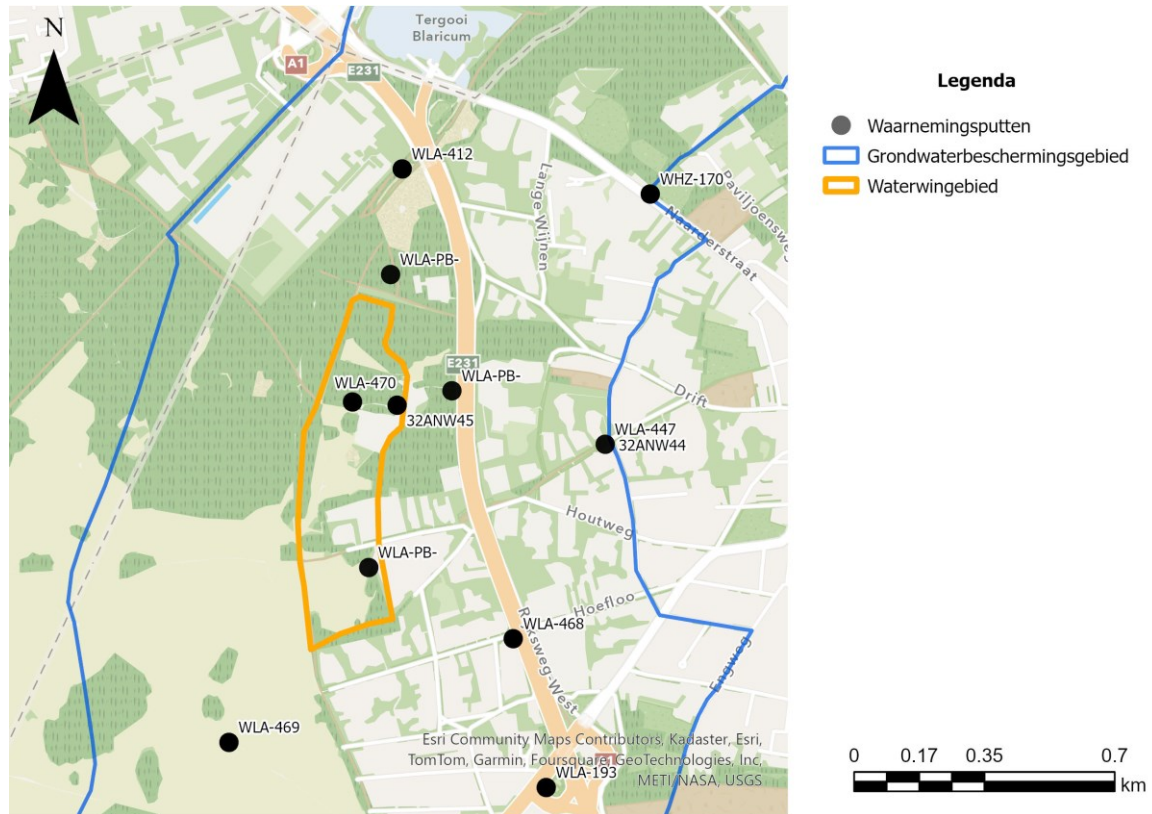 N
Tergooi
Blaricum
A1
E231
WLA-412
Lange-Wijnen
WHZ-170
Paviljoensweg
Naarderstraat
WLA-PB-
E231
WLA-PB-
WLA-470
32ANW45
Drift
WLA-447
32ANW44
Houtweg
WLA-PB-
Hoefloo
WLA-468
Rijksweg-West
Engweg
WLA-469
Esri Community Maps Contributors, Kadaster, Esri,
TomTom, Garmin, Foursquare, GeoTechnologies, Inc,
METI/NASA, USGS
WLA-193
Legenda
Waarnemingsputten
Grondwaterbeschermingsgebied
Waterwingebied
0 0.17 0.35 0.7
km